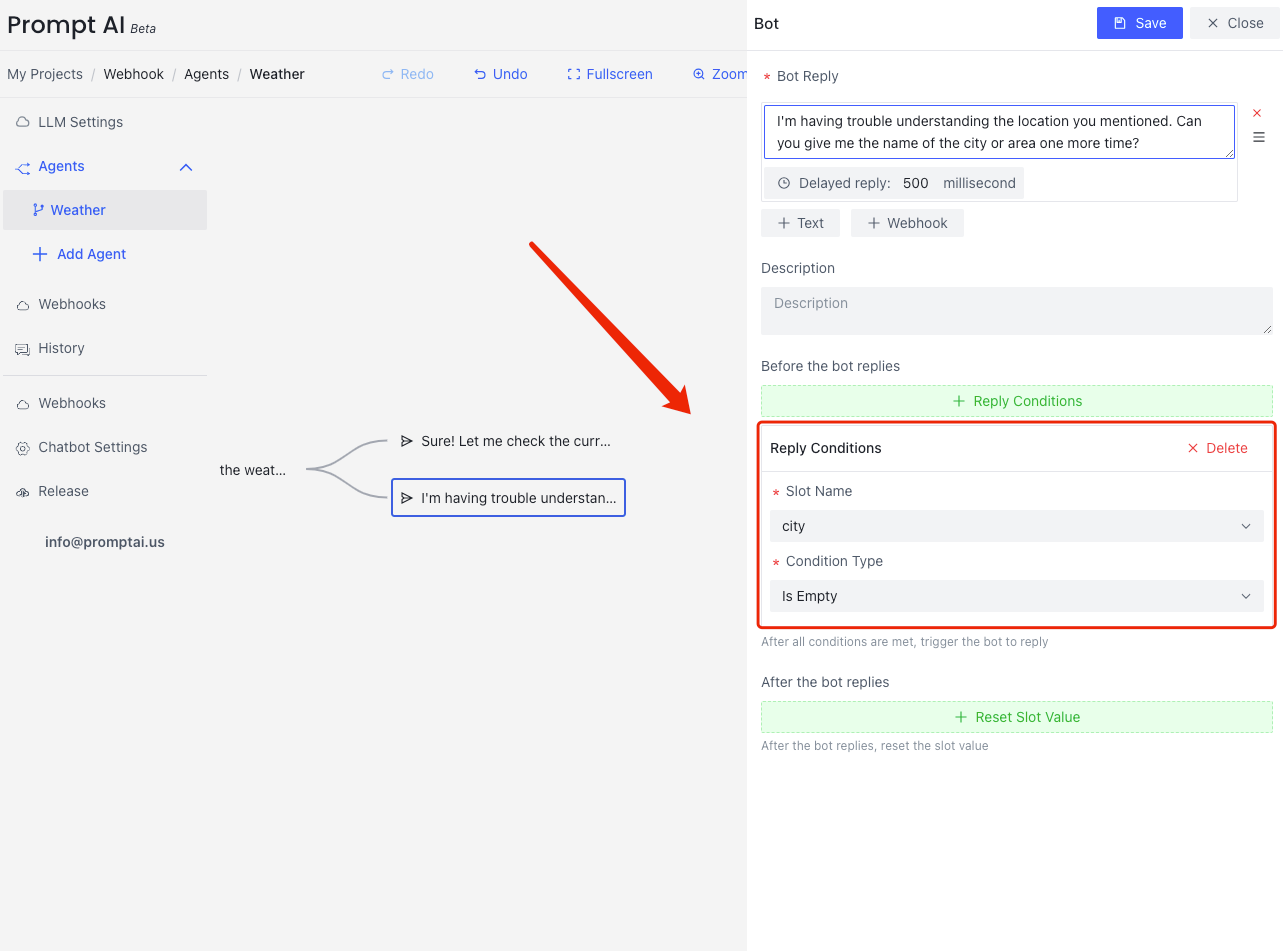 Prompt AI Beta
My Projects / Webhook / Agents / Weather
Redo
Undo
Fullscreen
Zoom
LLM Settings
Agents
Weather
Add Agent
Webhooks
History
Webhooks
Chatbot Settings
Release
info@promptai.us
the weat...
Sure! Let me check the curr...
I'm having trouble understan...
Bot
Save
Close
* Bot Reply
I'm having trouble understanding the location you mentioned. Can
you give me the name of the city or area one more time?
Delayed reply: 500 millisecond
+ Text
+ Webhook
Description
Description
Before the bot replies
+ Reply Conditions
Reply Conditions
Delete
* Slot Name
city
* Condition Type
Is Empty
After all conditions are met, trigger the bot to reply
After the bot replies
+ Reset Slot Value
After the bot replies, reset the slot value